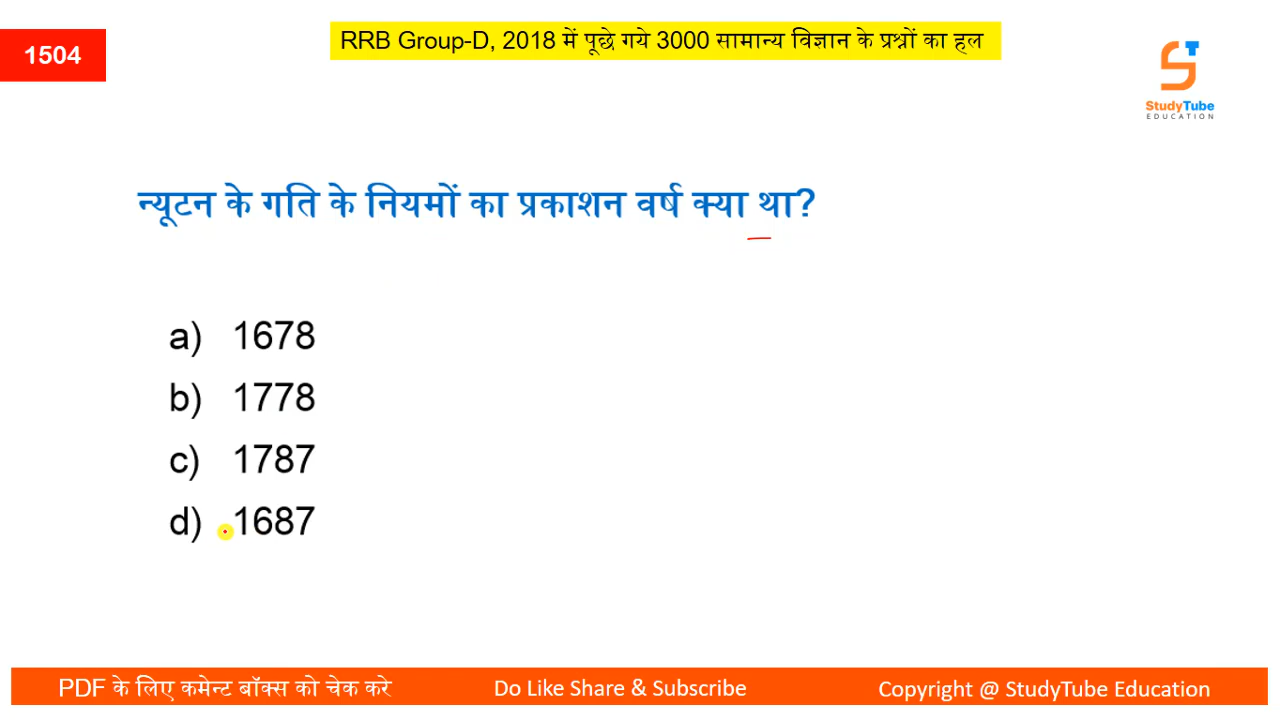 1504
RRB Group-D, 2018 में पूछे गये 3000 सामान्य विज्ञान के प्रश्नों का हल
StudyTube
EDUCATION
न्यूटन के गति के नियमों का प्रकाशन वर्ष क्या था?
a) 1678
b) 1778
c) 1787
d) 1687
PDF के लिए कमेन्ट बॉक्स को चेक करे
Do Like Share & Subscribe
Copyright @ StudyTube Education